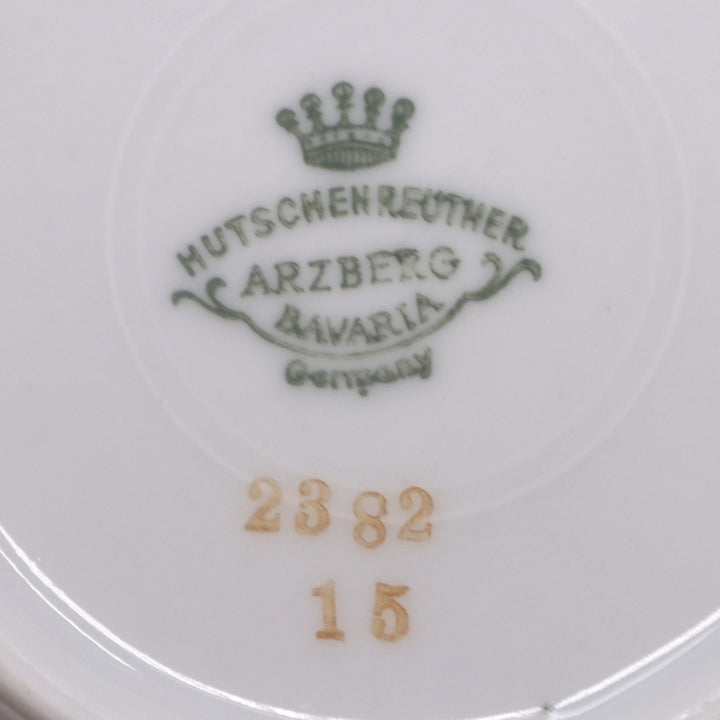 HUTSCHENREUTHER
ARZBERG
BAVARIA
Germany
2382
15